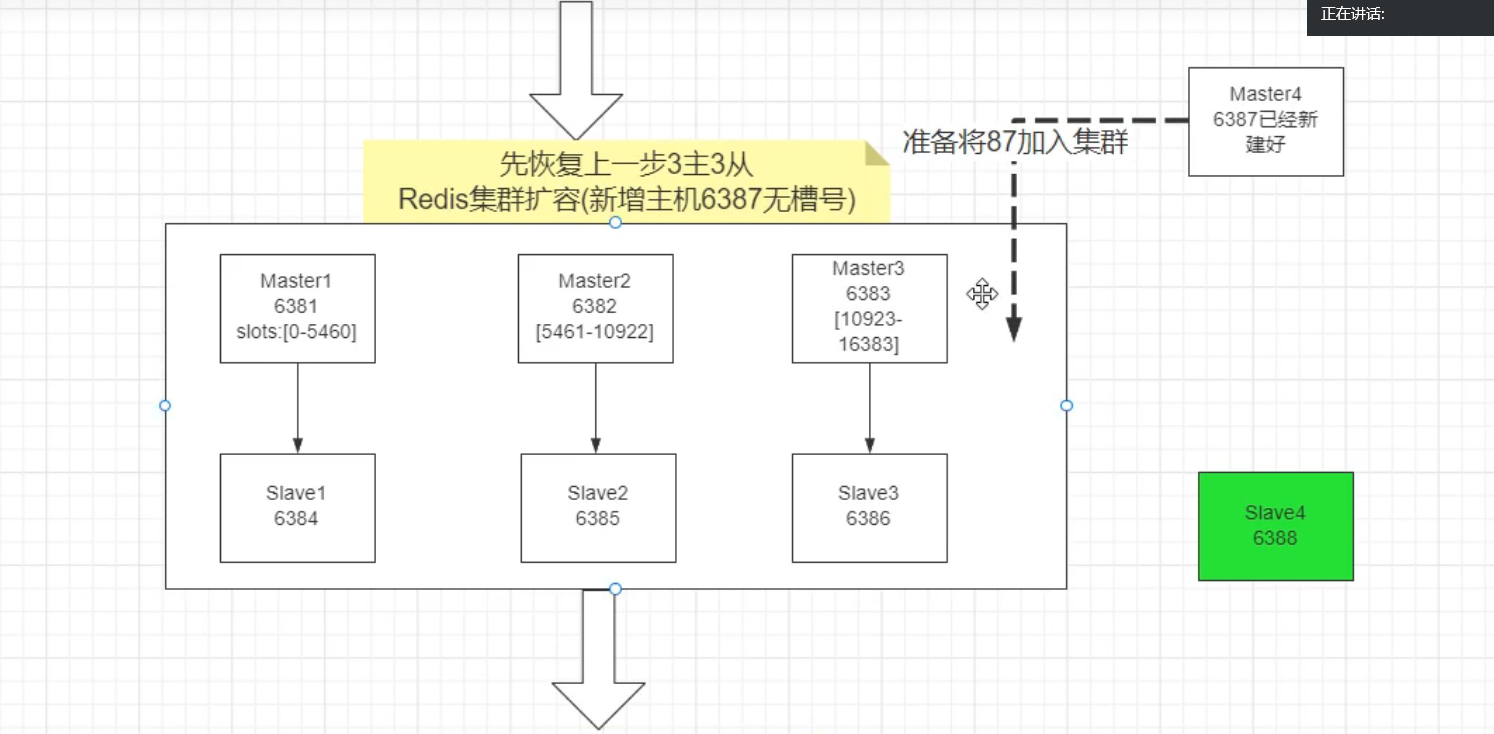 正在讲话:
Master4
6387已经新
建好
准备将87加入集群
先恢复上一步3主3从
Redis集群扩容(新增主机6387无槽号)
Master1
6381
slots:[0-5460]
Master2
6382
[5461-10922]
Master3
6383
[10923-
16383]
Slave1
6384
Slave2
6385
Slave3
6386
Slave4
6388